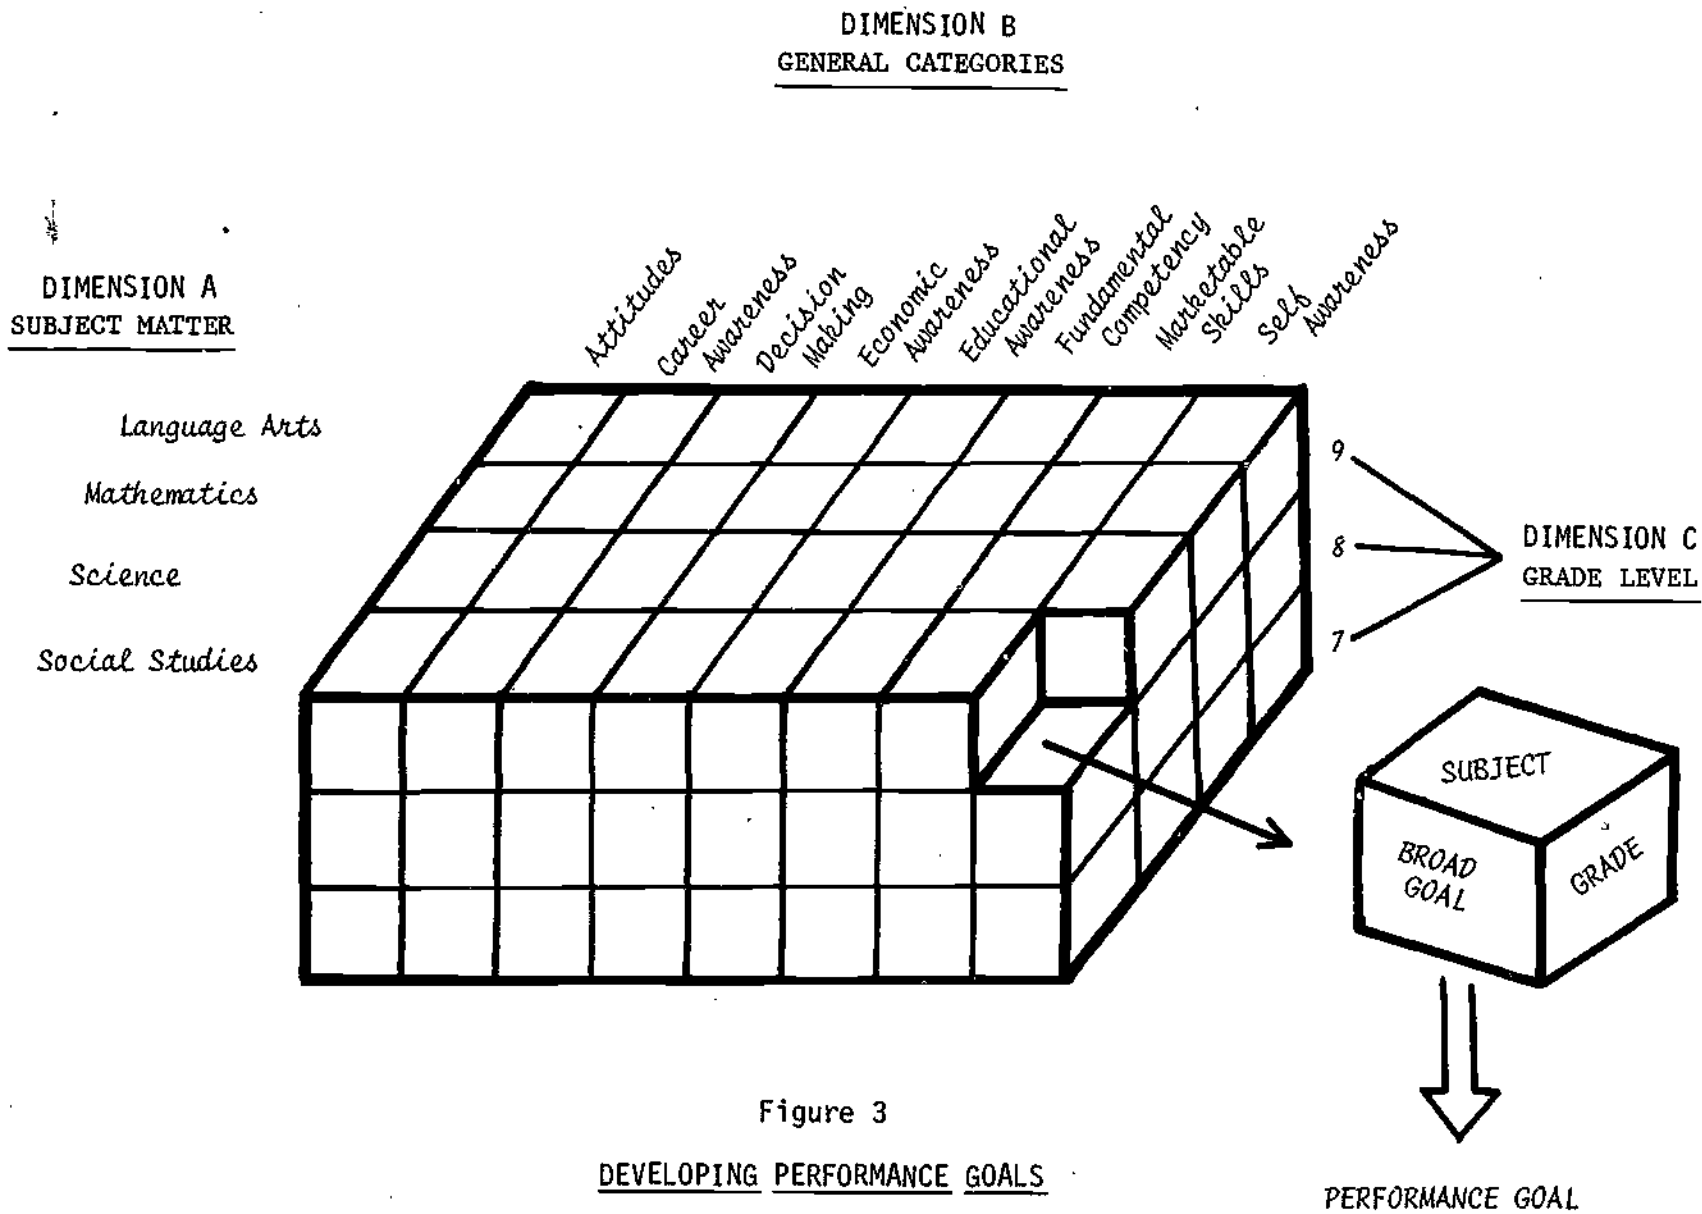 DIMENSION B
GENERAL CATEGORIES
DIMENSION A
SUBJECT MATTER
Attitudes
Career
Awareness
Decision
Making
Economic
Awareness
Educational
Awareness
Fundamental
Competency
Marketable
Skills
Self
Awareness
Language Arts
Mathematics
Science
Social Studies
9
8
7
DIMENSION C
GRADE LEVEL
SUBJECT
BROAD
GOAL
GRADE
Figure 3
DEVELOPING PERFORMANCE GOALS
PERFORMANCE GOAL